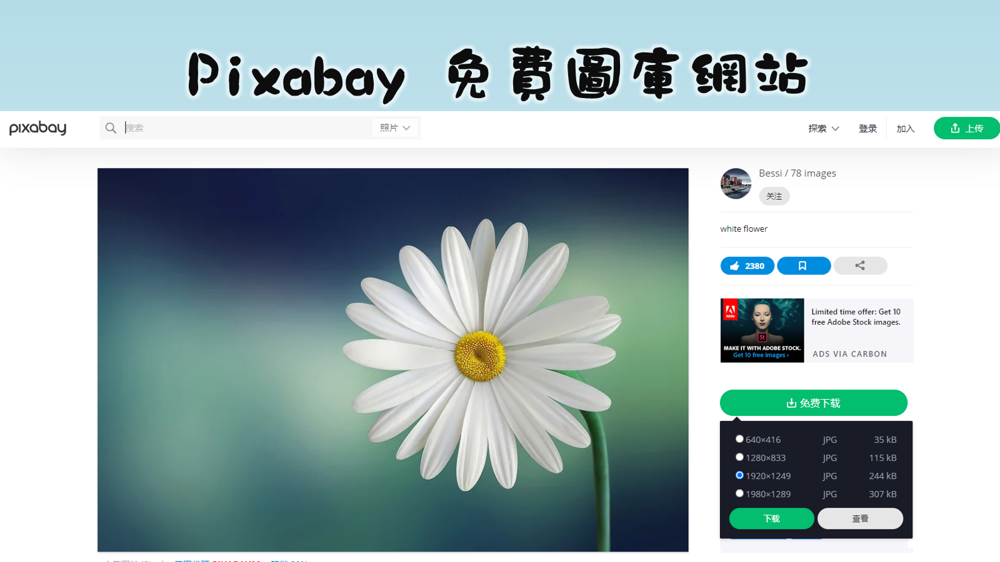 Pixabay 免費圖庫網站
pixabay
搜索
照片
探索
登录
加入
上传
Bessi / 78 images
关注
white flower
2380
Limited time offer: Get 10
free Adobe Stock images.
Adobe
St
MAKE IT WITH ADOBE STOCK.
Get 10 free images ›
ADS VIA CARBON
免费下载
640×416 JPG 35 kB
1280×833 JPG 115 kB
1920×1249 JPG 244 kB
1980×1289 JPG 307 kB
下载
查看